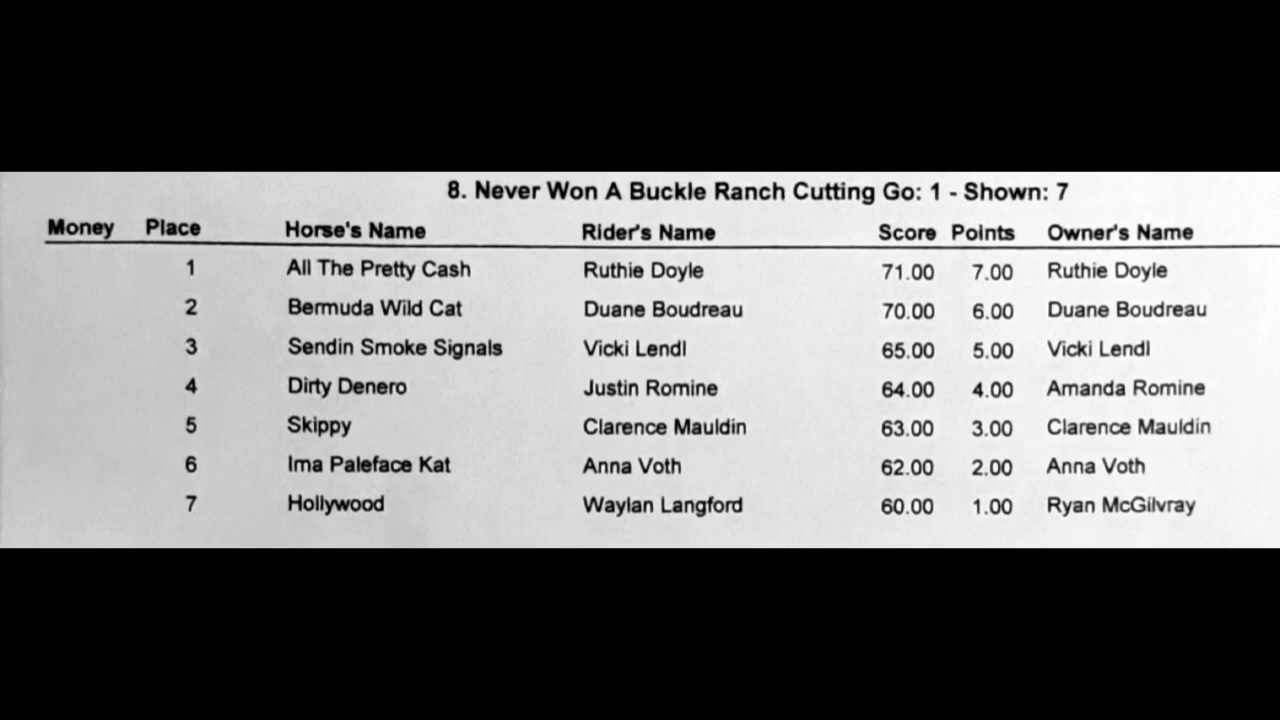 8. Never Won A Buckle Ranch Cutting Go: 1 - Shown: 7
Money Place Horse's Name Rider's Name Score Points Owner's Name
1 All The Pretty Cash Ruthie Doyle 71.00 7.00 Ruthie Doyle
2 Bermuda Wild Cat Duane Boudreau 70.00 6.00 Duane Boudreau
3 Sendin Smoke Signals Vicki Lendl 65.00 5.00 Vicki Lendl
4 Dirty Denero Justin Romine 64.00 4.00 Amanda Romine
5 Skippy Clarence Mauldin 63.00 3.00 Clarence Mauldin
6 Ima Paleface Kat Anna Voth 62.00 2.00 Anna Voth
7 Hollywood Waylan Langford 60.00 1.00 Ryan McGilvray